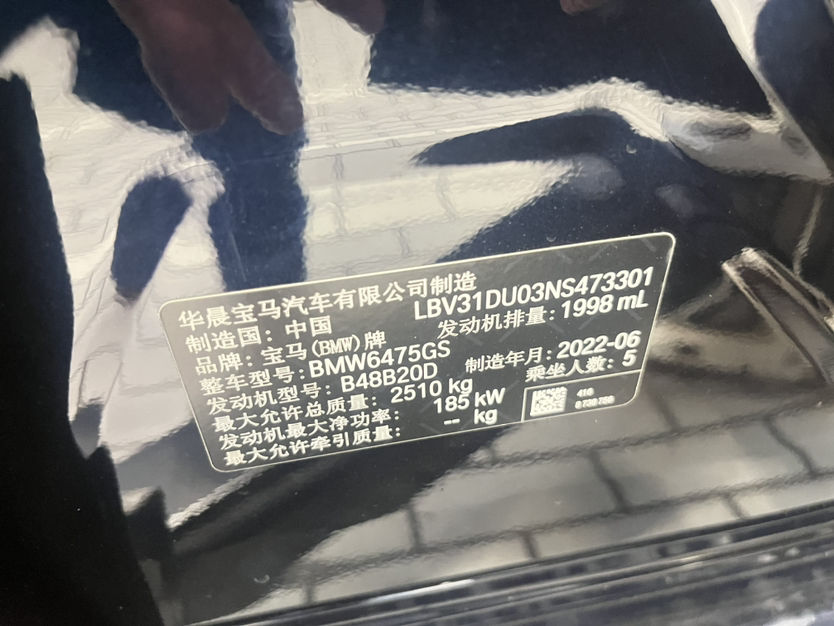 华晨宝马汽车有限公司制造
LBV31DU03NS473301
制造国: 中国
发动机排量: 1998 mL
品牌: 宝马(BMW)牌
整车型号: BMW6475GS
制造年月: 2022-06
发动机型号: B48B20D
乘坐人数: 5
最大允许总质量: 2510 kg
发动机最大净功率: 185 kW
最大允许牵引质量: -- kg
416